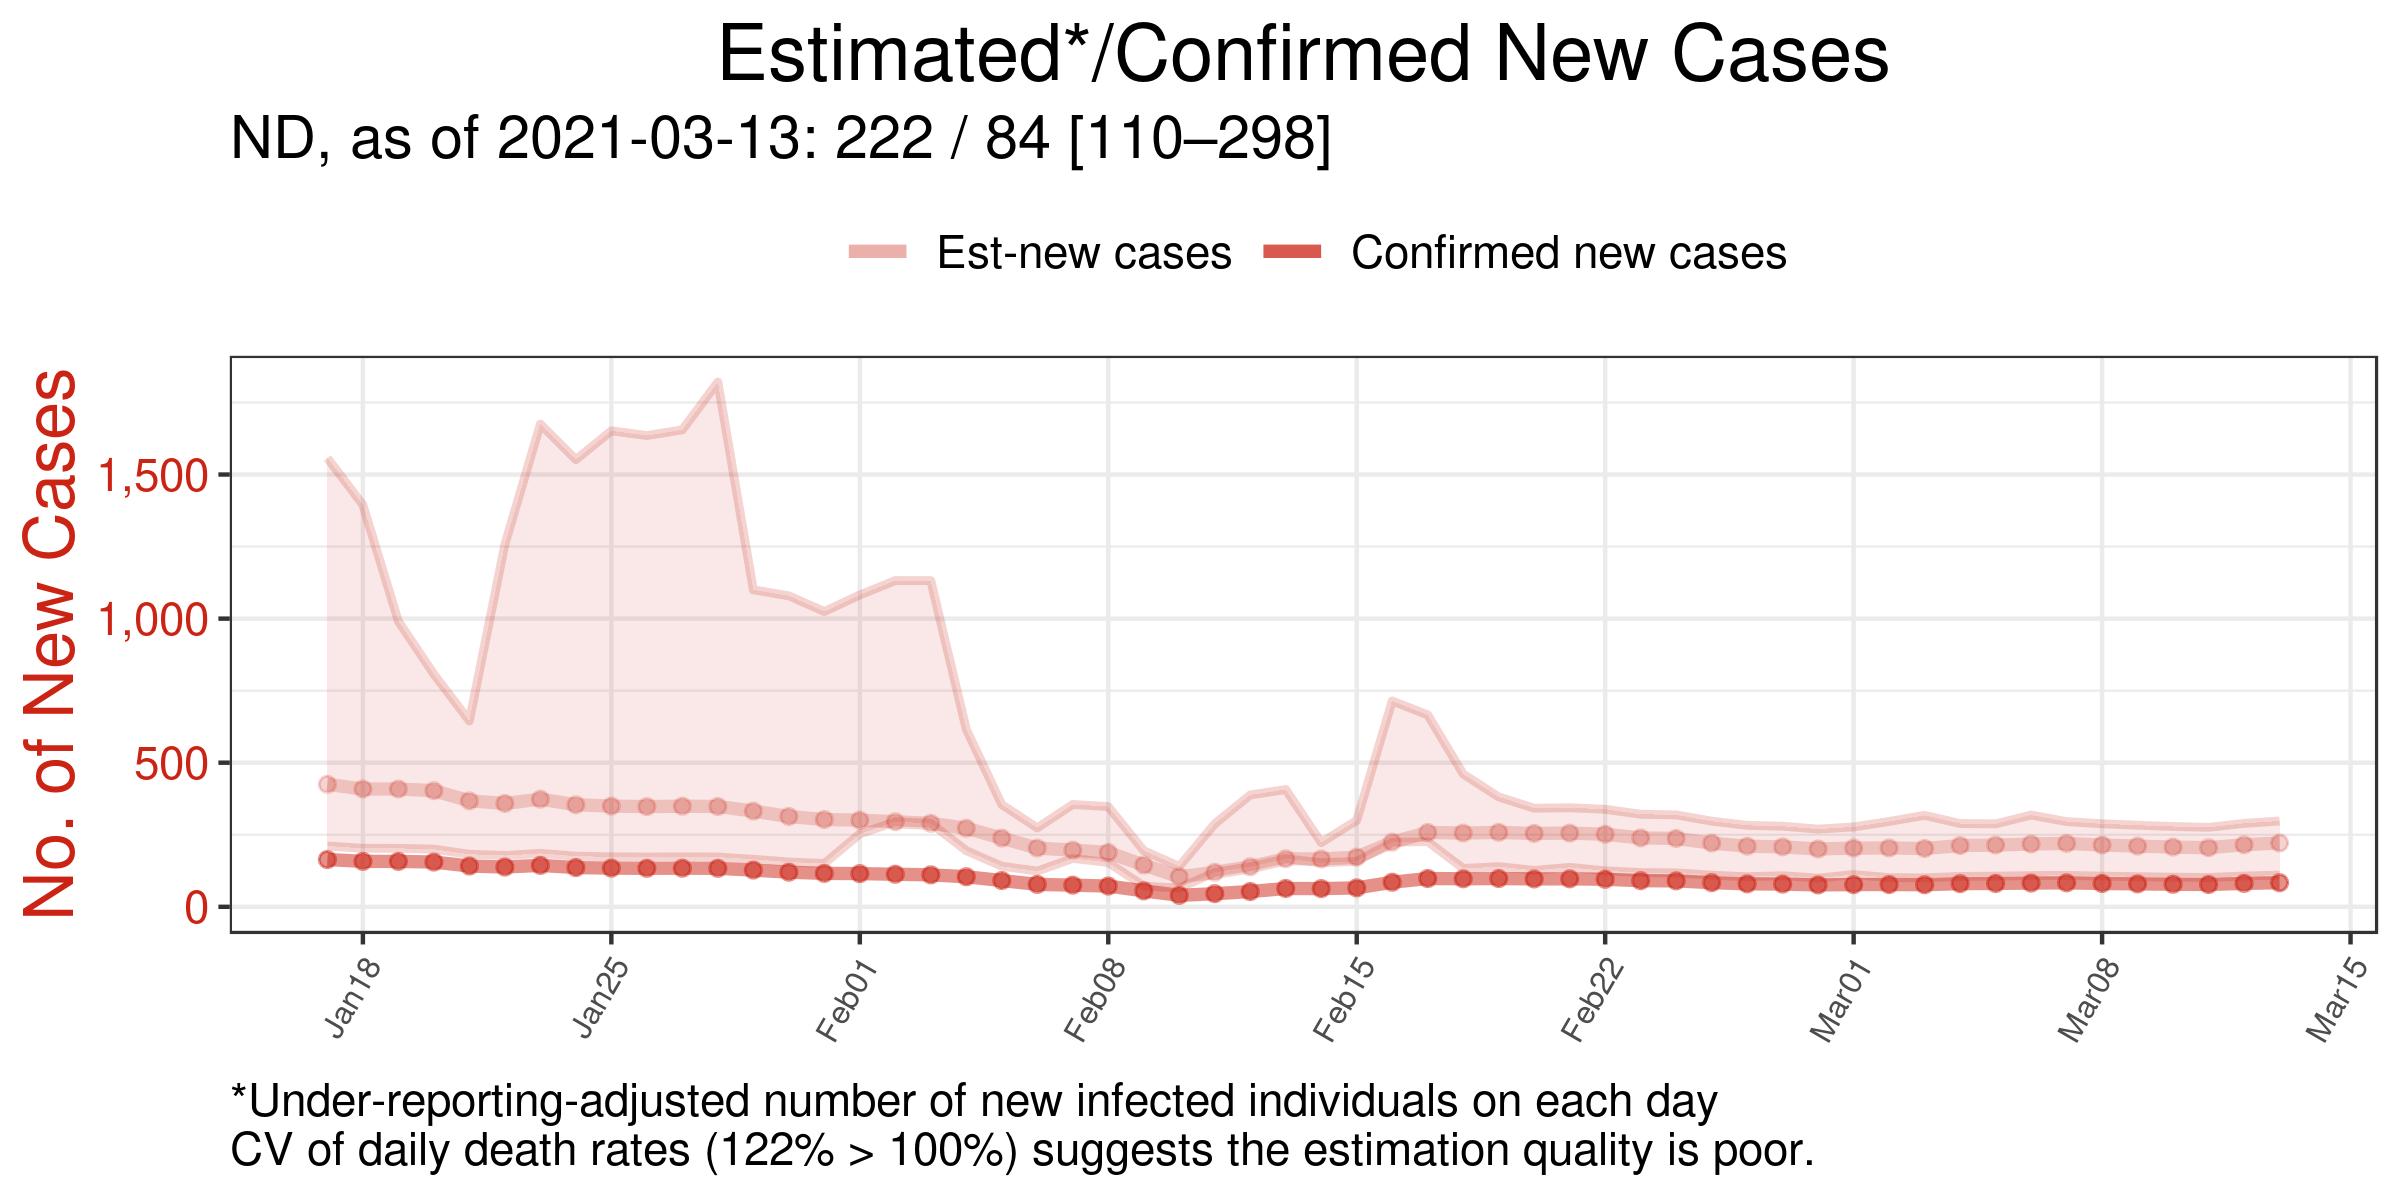 Estimated*/Confirmed New Cases
ND, as of 2021-03-13: 222 / 84 [110–298]
Est-new cases
Confirmed new cases
No. of New Cases
1,500
1,000
500
0
Jan18
Jan25
Feb01
Feb08
Feb15
Feb22
Mar01
Mar08
Mar15
*Under-reporting-adjusted number of new infected individuals on each day
CV of daily death rates (122% > 100%) suggests the estimation quality is poor.